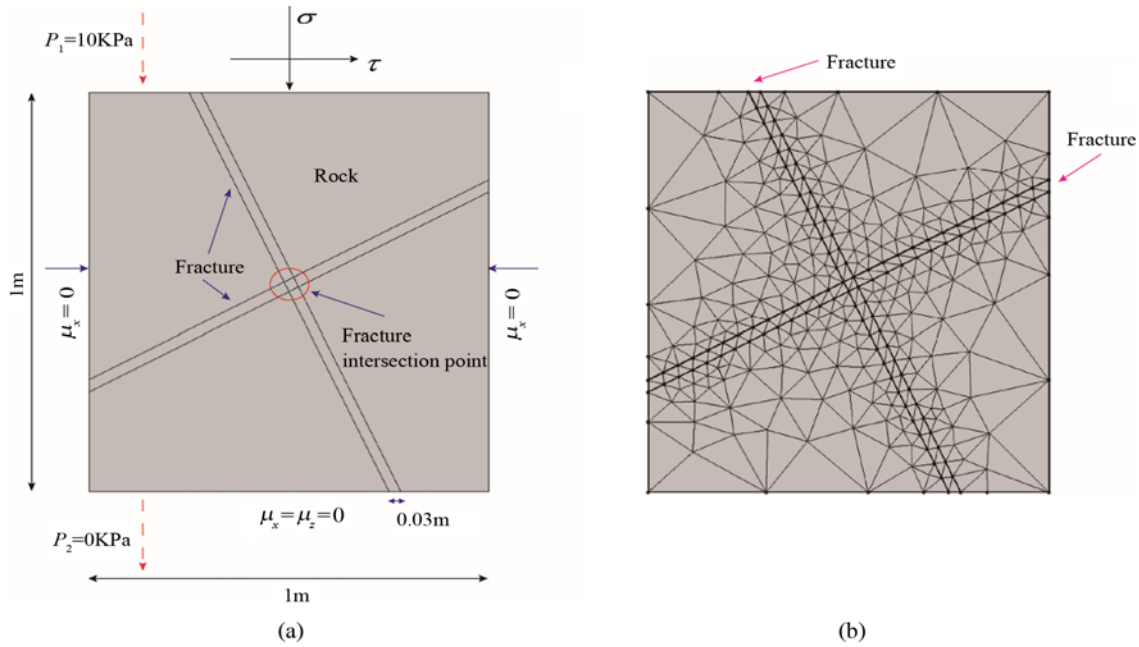 σ
P₁=10KPa
τ
Fracture
Fracture
Rock
1m
Fracture
μₓ = 0
μₓ = 0
Fracture
intersection point
μₓ = μ_z = 0
0.03m
P₂=0KPa
1m
(a)
(b)